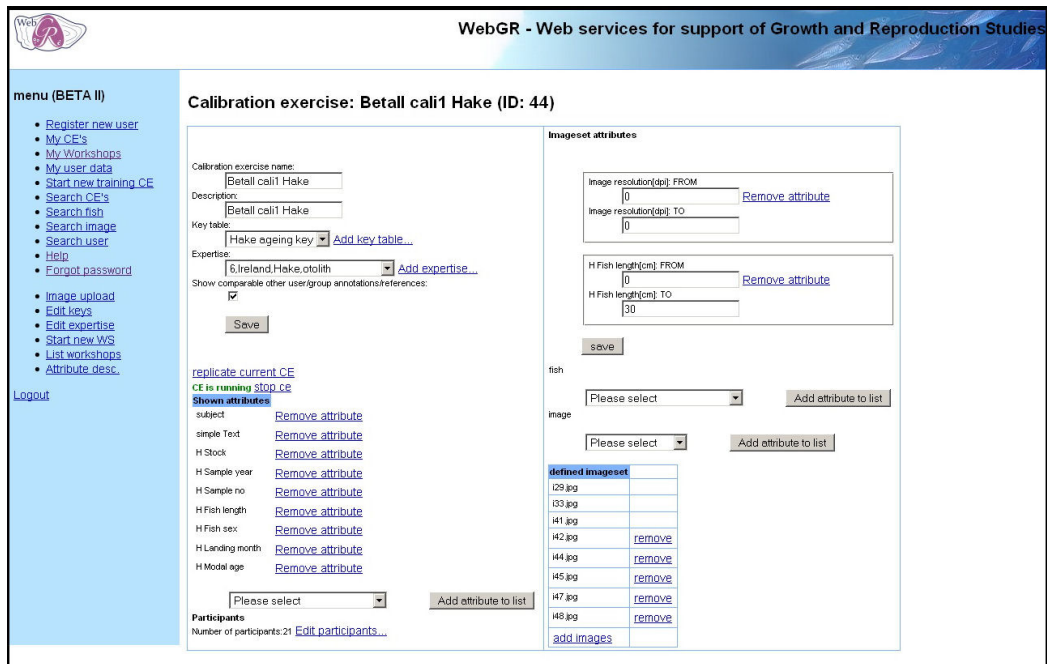 Web
R
WebGR - Web services for support of Growth and Reproduction Studies
menu (BETA II)
Register new user
My CE's
My Workshops
My user data
Start new training CE
Search CE's
Search fish
Search image
Search user
Help
Forgot password
Image upload
Edit keys
Edit expertise
Start new WS
List workshops
Attribute desc.
Logout
Calibration exercise: Betall cali1 Hake (ID: 44)
Calibration exercise name:
Betall cali1 Hake
Description:
Betall cali1 Hake
Key table:
Hake ageing key Add key table...
Expertise:
6,Ireland,Hake,otolith Add expertise...
Show comparable other user/group annotations/references:
Save
replicate current CE
CE is running stop ce
Shown attributes
subject Remove attribute
simple Text Remove attribute
H Stock Remove attribute
H Sample year Remove attribute
H Sample no Remove attribute
H Fish length Remove attribute
H Fish sex Remove attribute
H Landing month Remove attribute
H Modal age Remove attribute
Please select Add attribute to list
Participants
Number of participants:21 Edit participants...
Imageset attributes
Image resolution[dpi]: FROM
0 Remove attribute
Image resolution[dpi]: TO
0
H Fish length[cm]: FROM
0 Remove attribute
H Fish length[cm]: TO
30
save
fish
Please select Add attribute to list
image
Please select Add attribute to list
defined imageset
i29.jpg
i33.jpg
i41.jpg
i42.jpg remove
i44.jpg remove
i45.jpg remove
i47.jpg remove
i48.jpg remove
add images